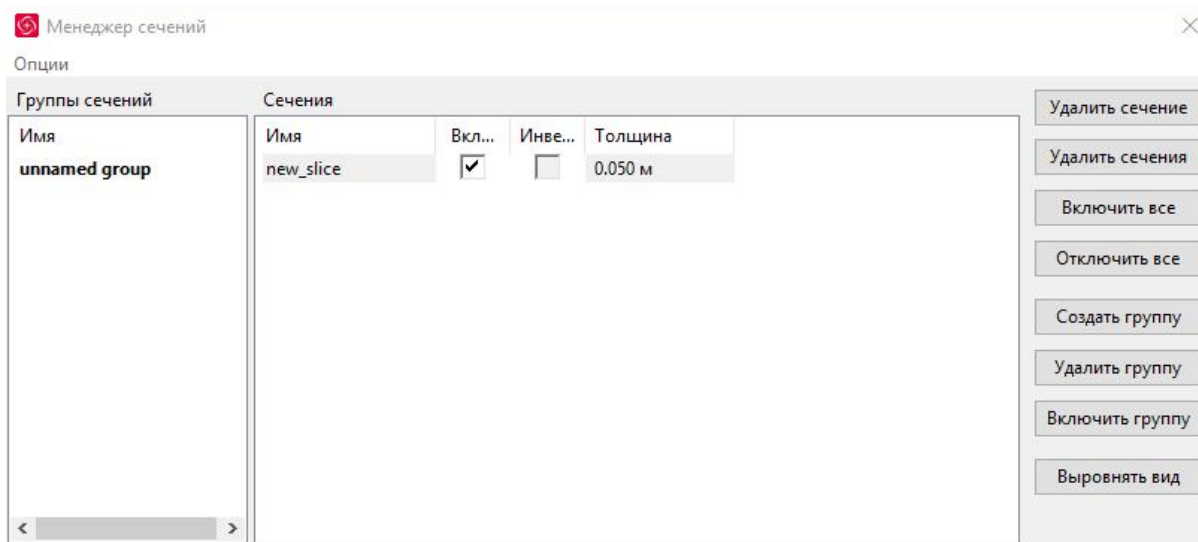 Менеджер сечений
Опции
Группы сечений
Сечения
Имя
Имя
Вкл...
Инве...
Толщина
unnamed group
new_slice
0.050 м
Удалить сечение
Удалить сечения
Включить все
Отключить все
Создать группу
Удалить группу
Включить группу
Выровнять вид